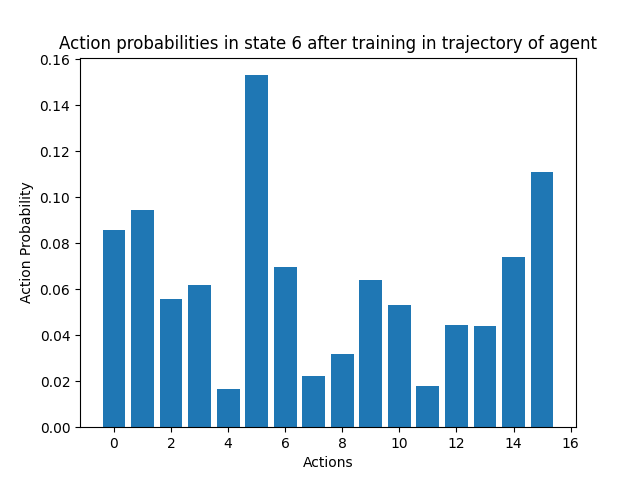 Action probabilities in state 6 after training in trajectory of agent
0.16
0.14
0.12
0.10
0.08
0.06
0.04
0.02
0.00
Action Probability
0 2 4 6 8 10 12 14 16
Actions